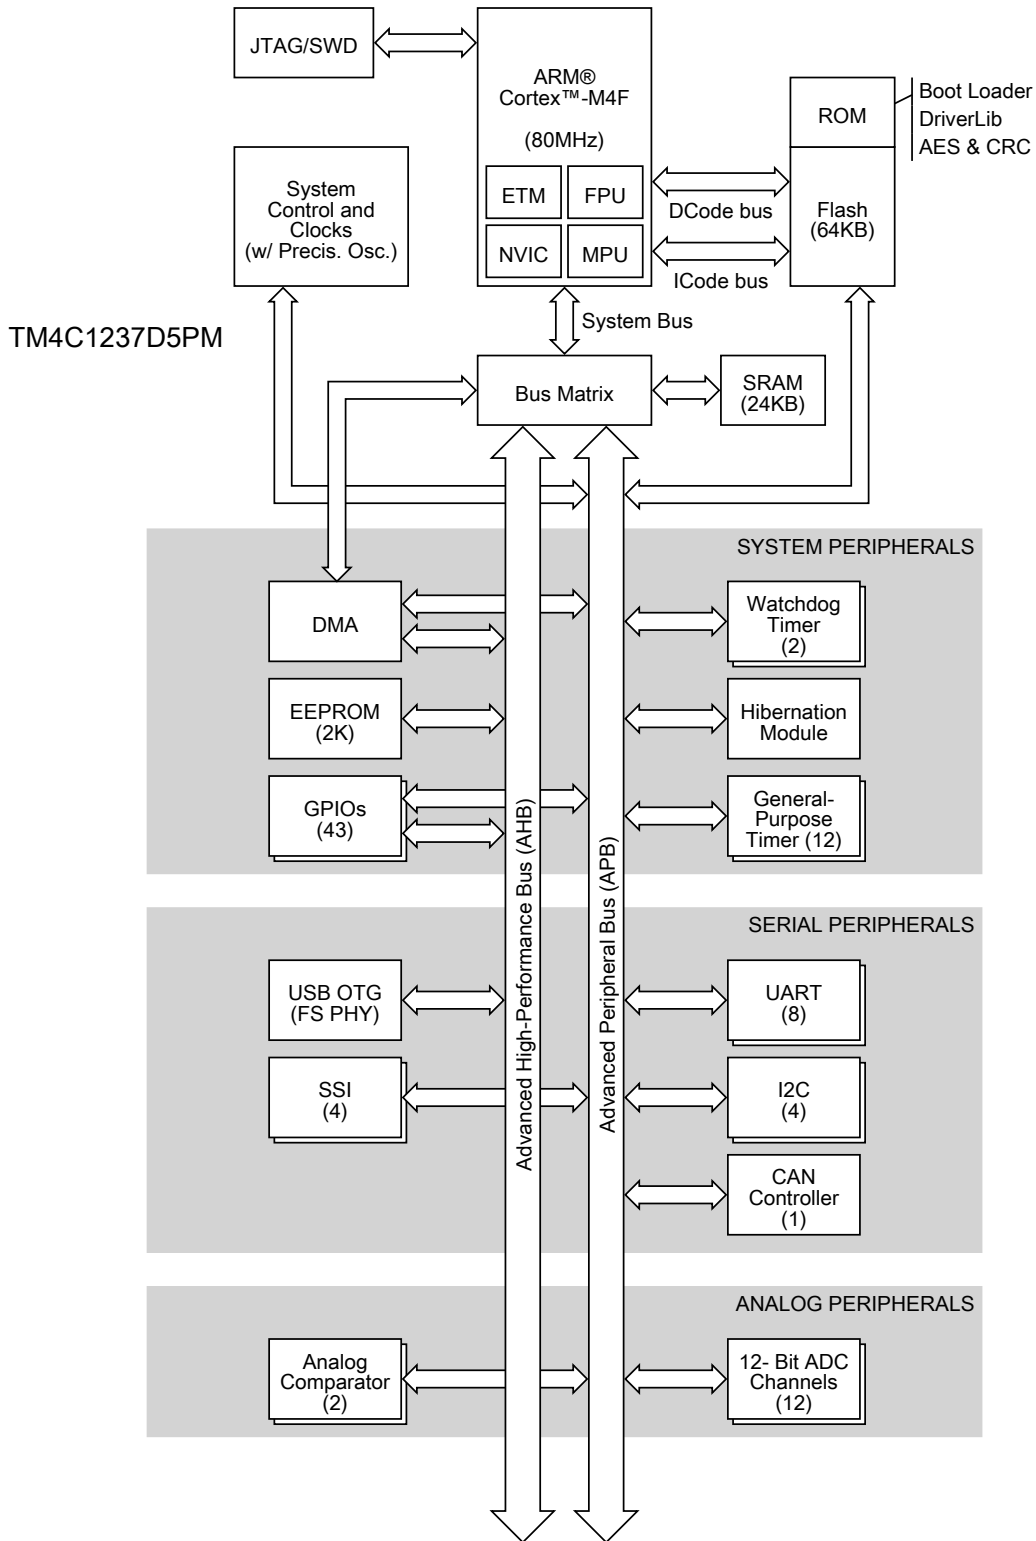 JTAG/SWD
ARM®
Cortex™-M4F
(80MHz)
ETM
FPU
NVIC
MPU
ROM
Boot Loader
DriverLib
AES & CRC
Flash
(64KB)
DCode bus
ICode bus
System
Control and
Clocks
(w/ Precis. Osc.)
TM4C1237D5PM
System Bus
Bus Matrix
SRAM
(24KB)
SYSTEM PERIPHERALS
DMA
Watchdog
Timer
(2)
EEPROM
(2K)
Hibernation
Module
GPIOs
(43)
General-
Purpose
Timer (12)
Advanced High-Performance Bus (AHB)
Advanced Peripheral Bus (APB)
SERIAL PERIPHERALS
USB OTG
(FS PHY)
UART
(8)
SSI
(4)
I2C
(4)
CAN
Controller
(1)
ANALOG PERIPHERALS
Analog
Comparator
(2)
12- Bit ADC
Channels
(12)